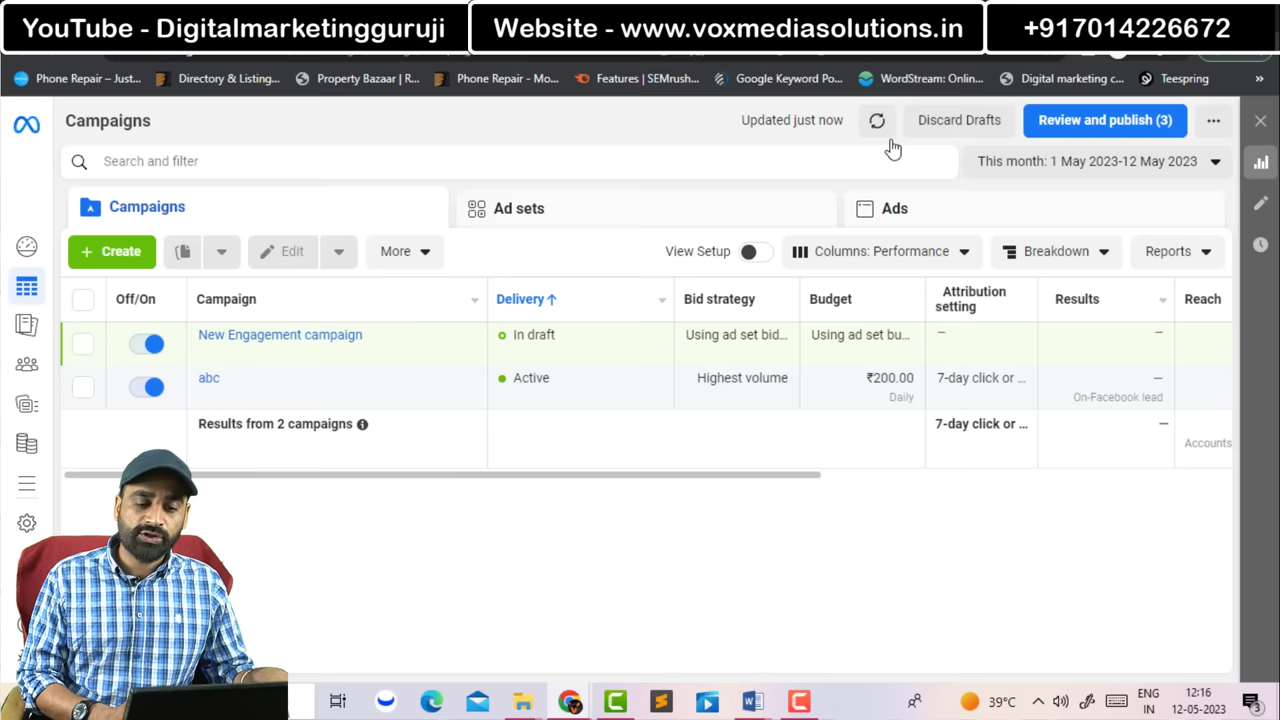 YouTube - Digitalmarketingguruji
Website - www.voxmediasolutions.in
+917014226672
Phone Repair – Just...
Directory & Listing...
Property Bazaar | R...
Phone Repair - Mo...
Features | SEMrush...
Google Keyword Po...
WordStream: Onlin...
Digital marketing c...
Teespring
»
Campaigns
Updated just now
Discard Drafts
Review and publish (3)
...
Search and filter
This month: 1 May 2023-12 May 2023
Campaigns
Ad sets
Ads
+ Create
Edit
More
View Setup
Columns: Performance
Breakdown
Reports
Off/On
Campaign
Delivery ↑
Bid strategy
Budget
Attribution
setting
Results
Reach
New Engagement campaign
In draft
Using ad set bid...
Using ad set bu...
—
—
abc
Active
Highest volume
₹200.00
Daily
7-day click or ...
—
On-Facebook lead
Results from 2 campaigns
7-day click or ...
—
Accounts
39°C
ENG
IN
12:16
12-05-2023
3